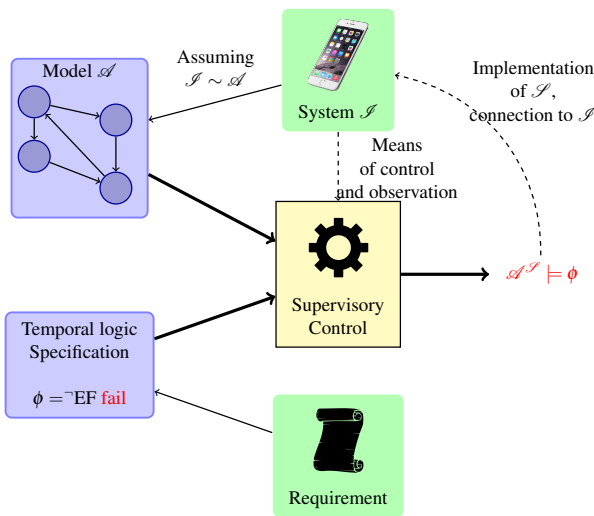 Model 𝒜
Assuming
ℐ ∼ 𝒜
System ℐ
Implementation
of 𝒮,
connection to ℐ
Means
of control
and observation
Supervisory
Control
𝒜^𝒮 ⊨ ϕ
Temporal logic
Specification
ϕ =¬EF fail
Requirement